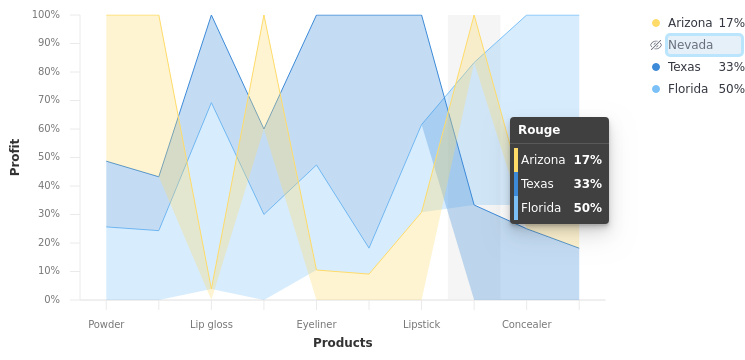 100%
90%
80%
70%
60%
50%
40%
30%
20%
10%
0%
Profit
Powder Lip gloss Eyeliner Lipstick Concealer
Products
Rouge
Arizona 17%
Texas 33%
Florida 50%
Arizona 17%
Nevada
Texas 33%
Florida 50%